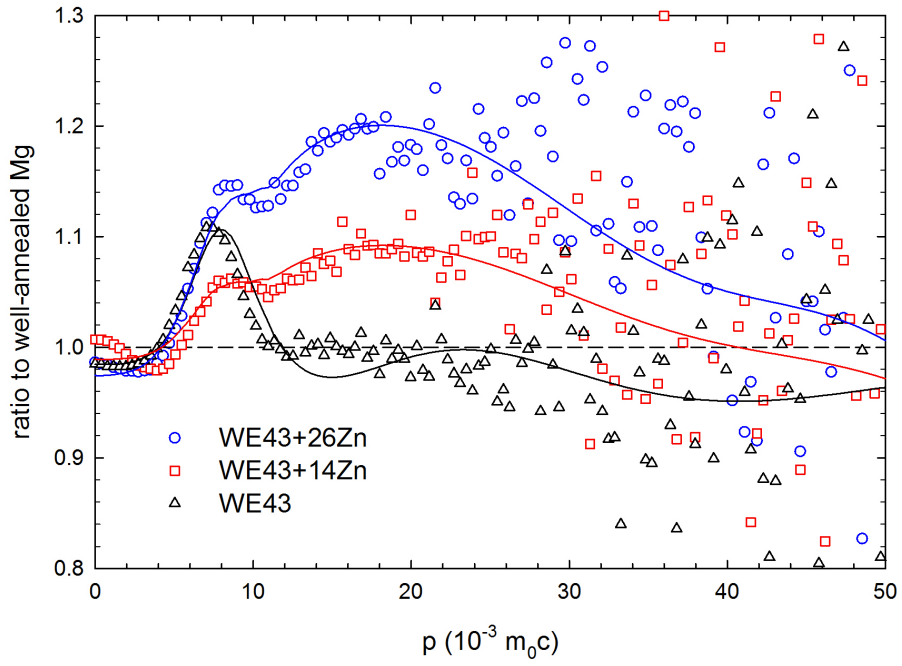 1.3
1.2
1.1
1.0
0.9
0.8
ratio to well-annealed Mg
WE43+26Zn
WE43+14Zn
WE43
0 10 20 30 40 50
p (10⁻³ m₀c)